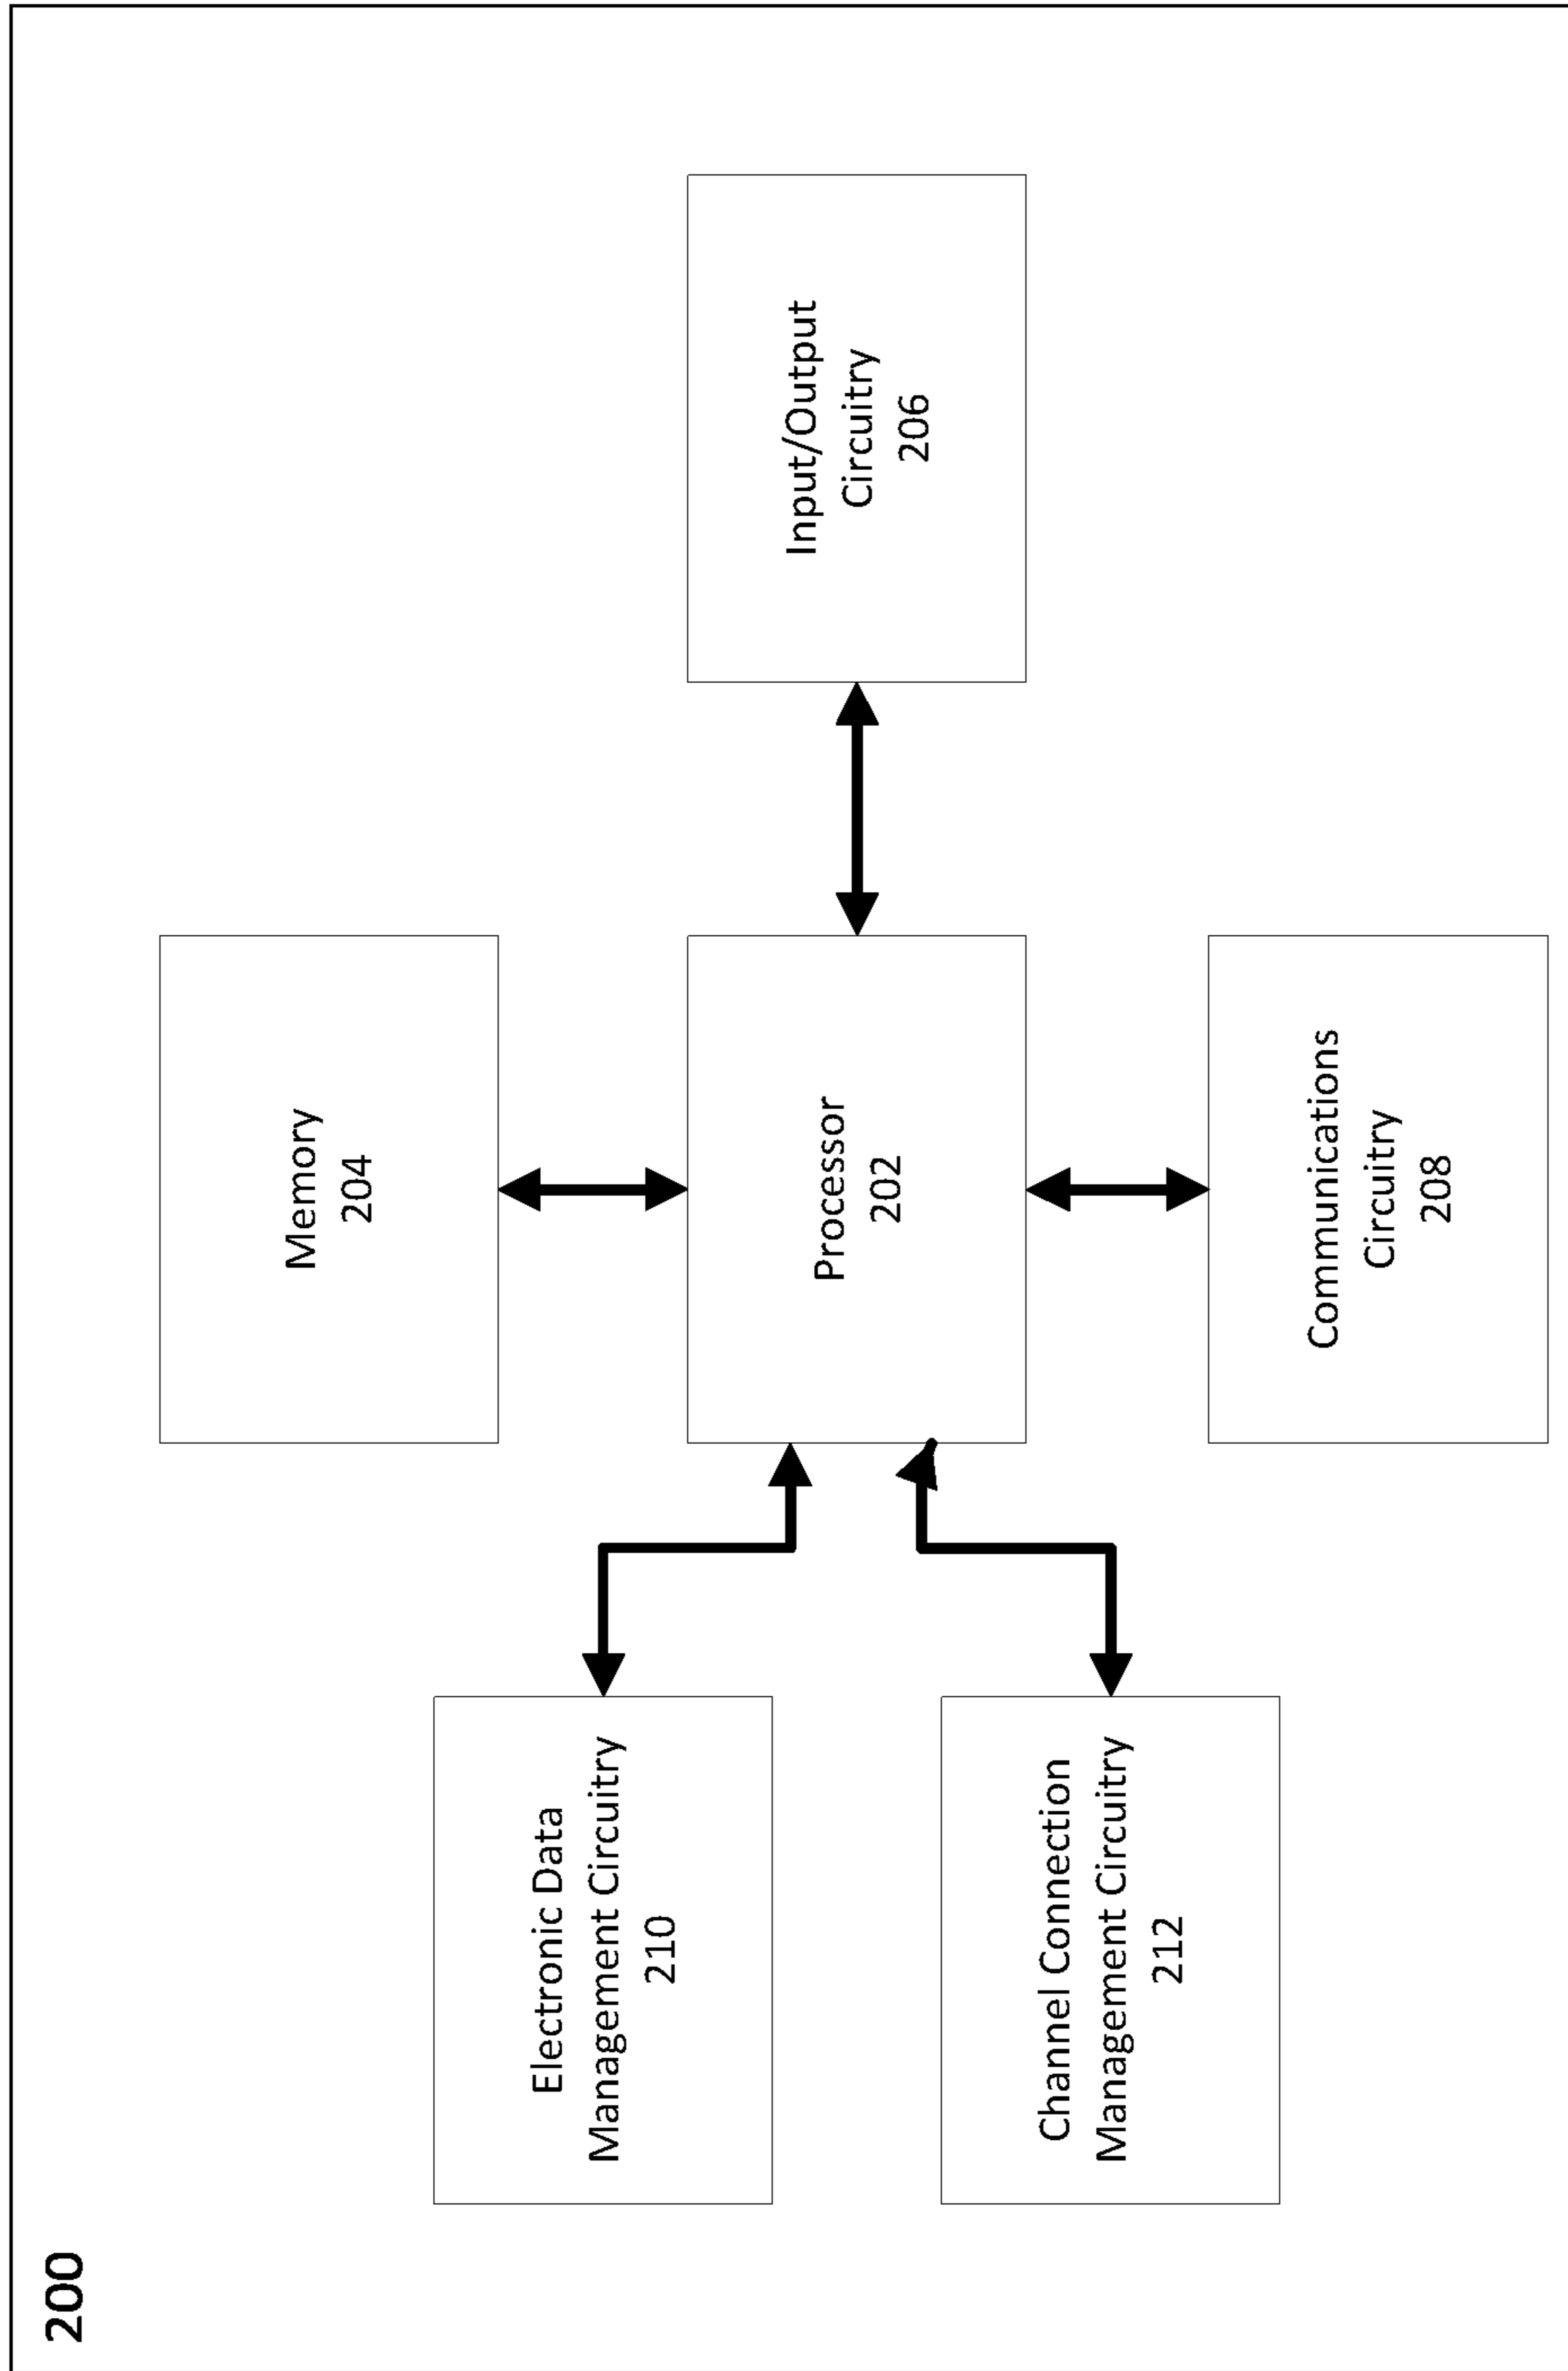 200
Memory
204
Electronic Data
Management Circuitry
210
Processor
202
Input/Output
Circuitry
206
Channel Connection
Management Circuitry
212
Communications
Circuitry
208